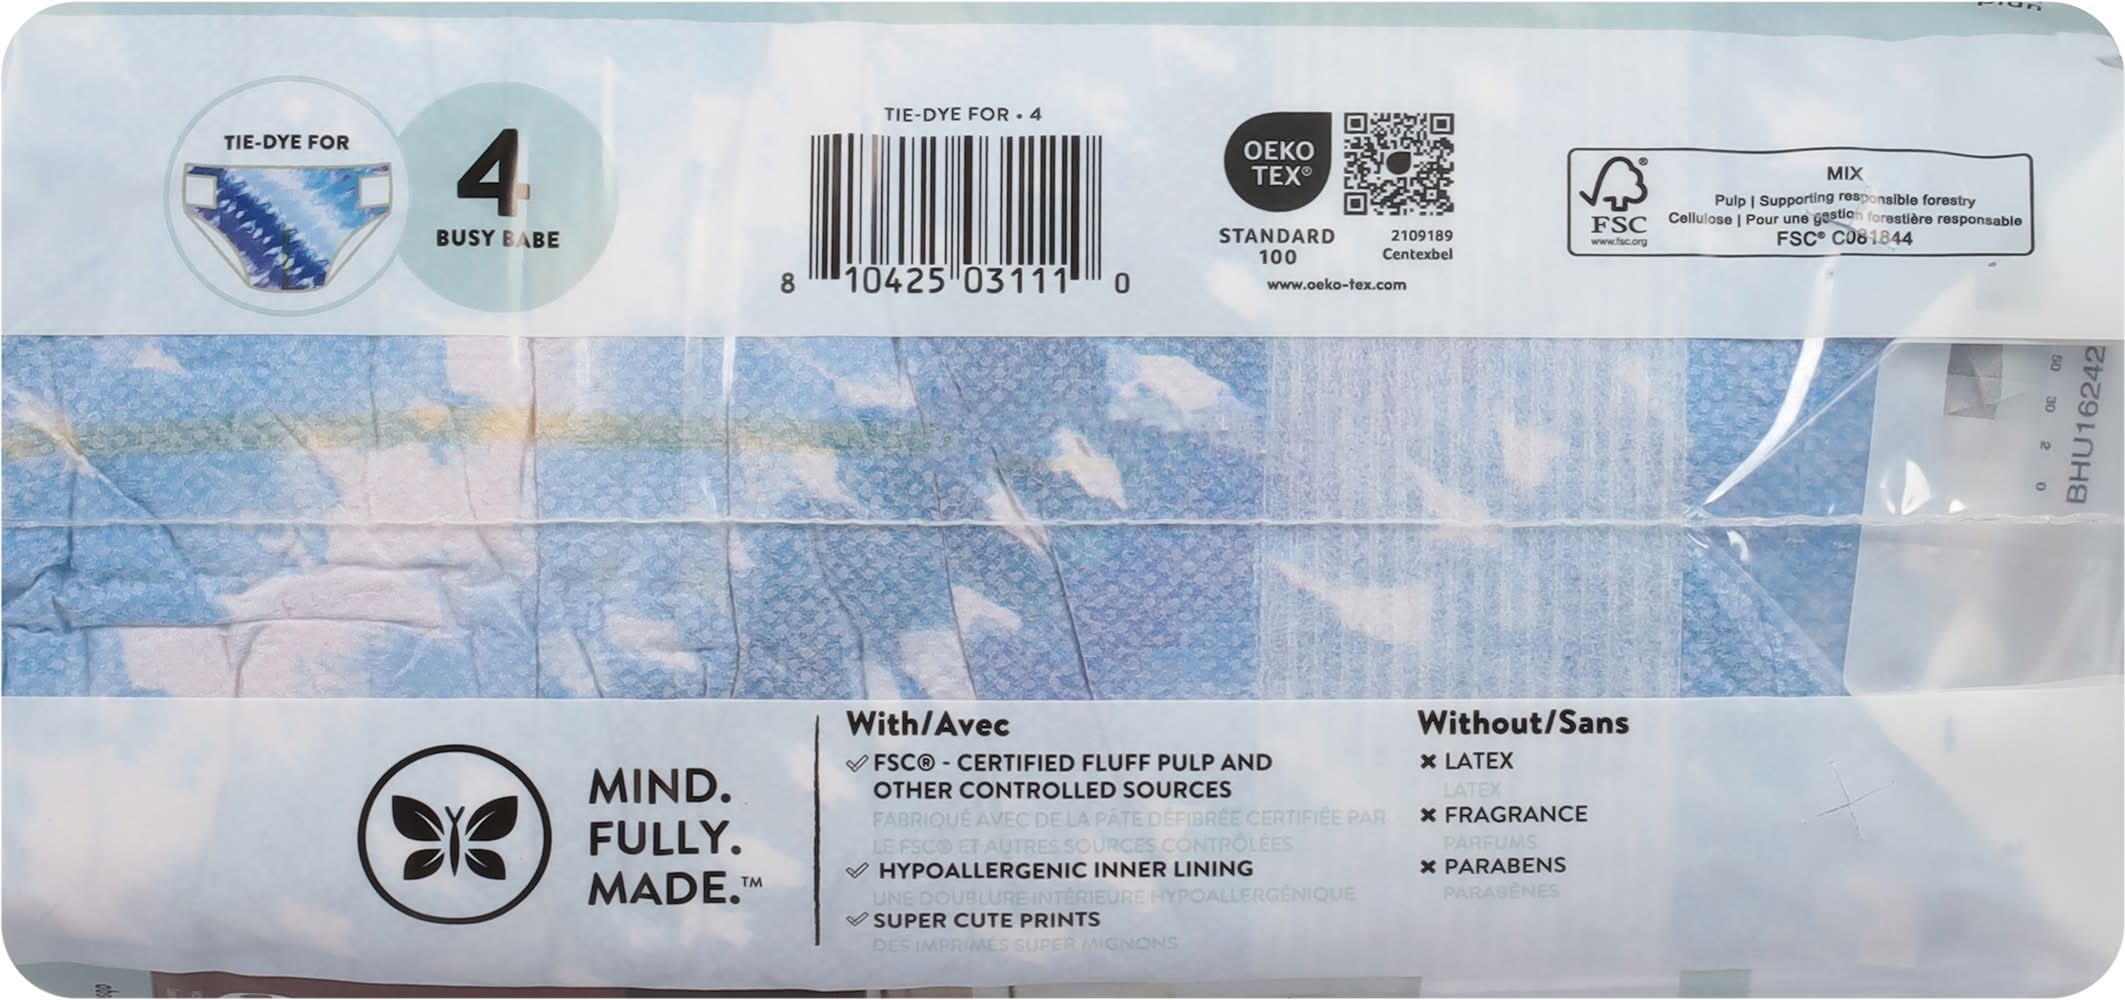 TIE-DYE FOR
4
BUSY BABE
TIE-DYE FOR • 4
8 10425 03111 0
OEKO
TEX®
STANDARD
100
2109189
Centexbel
www.oeko-tex.com
FSC
www.fsc.org
MIX
Pulp | Supporting responsible forestry
Cellulose | Pour une gestion forestière responsable
FSC® C081844
50 30 2 0
BHU16242
MIND.
FULLY.
MADE.™
With/Avec
FSC® - CERTIFIED FLUFF PULP AND
OTHER CONTROLLED SOURCES
FABRIQUÉ AVEC DE LA PÂTE DÉFIBRÉE CERTIFIÉE PAR
LE FSC® ET AUTRES SOURCES CONTRÔLÉES
HYPOALLERGENIC INNER LINING
UNE DOUBLURE INTÉRIEURE HYPOALLERGÉNIQUE
SUPER CUTE PRINTS
DES IMPRIMÉS SUPER MIGNONS
Without/Sans
LATEX
LATEX
FRAGRANCE
PARFUMS
PARABENS
PARABÈNES